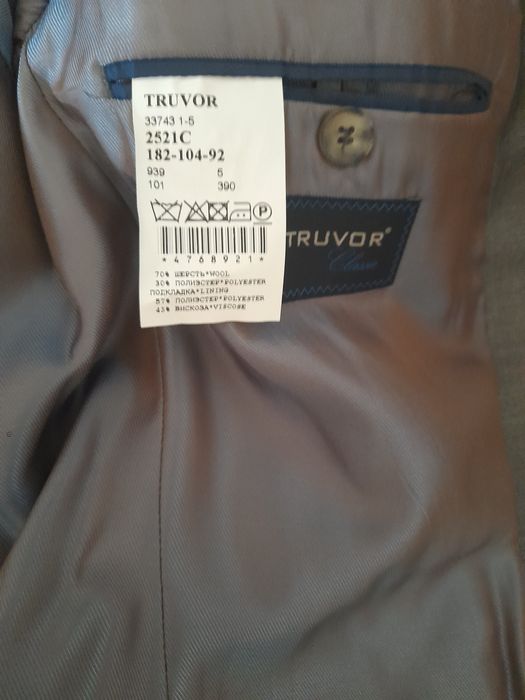 TRUVOR
33743 1-5
2521C
182-104-92
939 5
101 390
P
*4768921*
70% ШЕРСТЬ*WOOL
30% ПОЛИЭСТЕР*POLYESTER
ПОДКЛАДКА*LINING
57% ПОЛИЭСТЕР*POLYESTER
43% ВИСКОЗА*VISCOSE
TRUVOR®
Classic